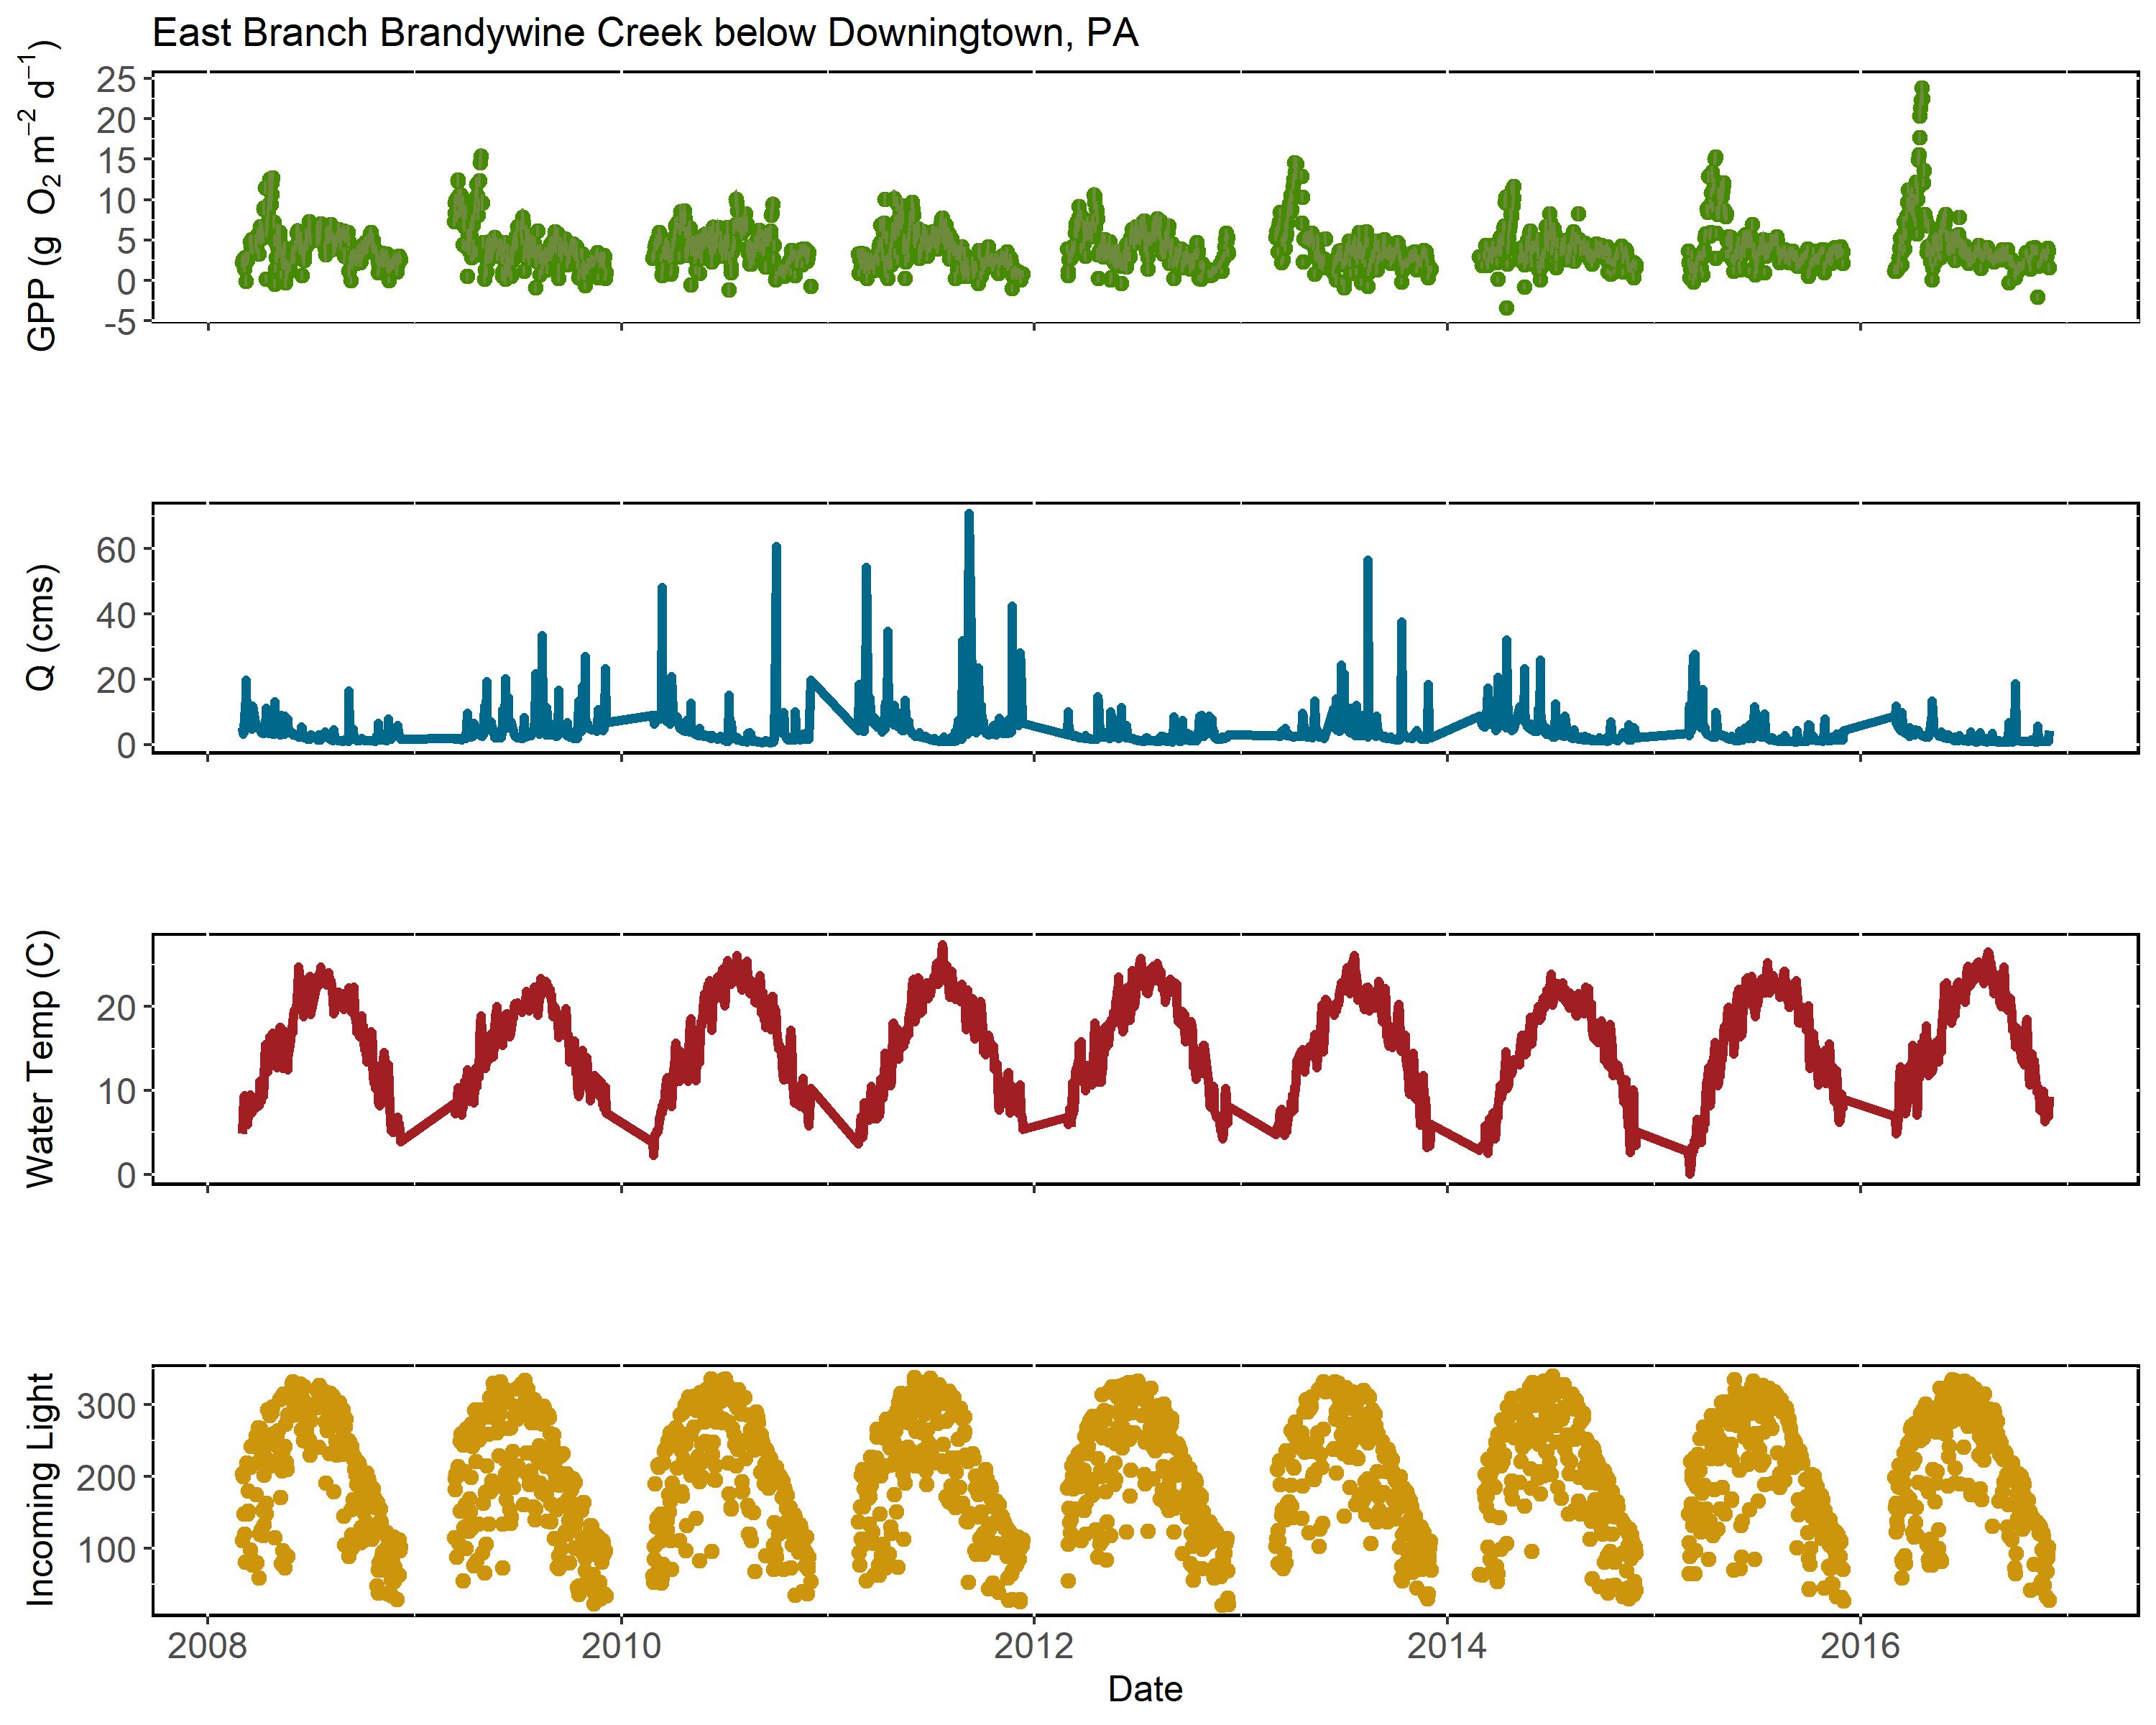 East Branch Brandywine Creek below Downingtown, PA
GPP (g O₂ m⁻² d⁻¹)
25
20
15
10
5
0
-5
Q (cms)
60
40
20
0
Water Temp (C)
20
10
0
Incoming Light
300
200
100
2008 2010 2012 2014 2016
Date